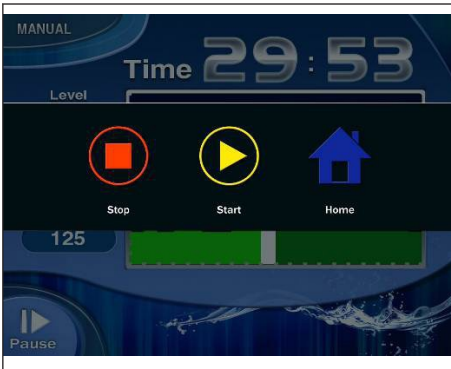 MANUAL
Time 29:53
Level
Stop Start Home
125
Pause